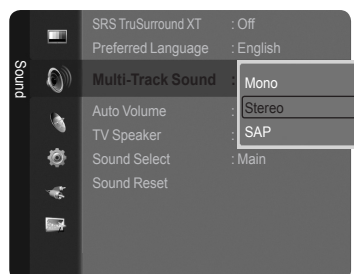 Sound
SRS TruSurround XT : Off
Preferred Language : English
Multi-Track Sound :
Mono
Stereo
SAP
Auto Volume :
TV Speaker :
Sound Select : Main
Sound Reset